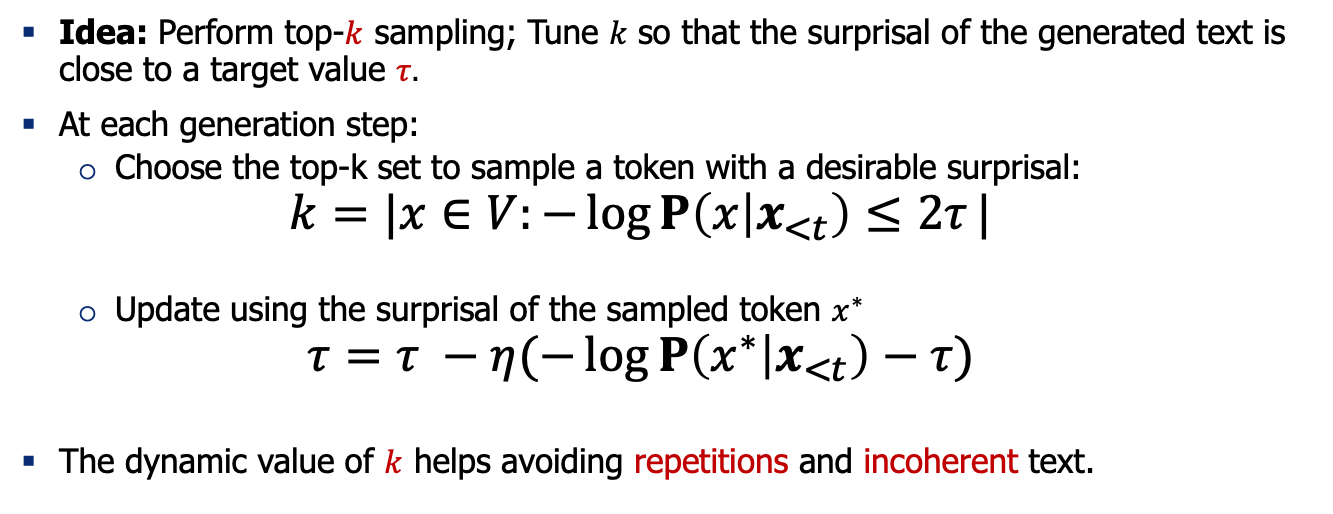 ▪ Idea: Perform top-k sampling; Tune k so that the surprisal of the generated text is
close to a target value τ.
▪ At each generation step:
○ Choose the top-k set to sample a token with a desirable surprisal:
k = |x ∈ V: − log P(x|x<t) ≤ 2τ |
○ Update using the surprisal of the sampled token x*
τ = τ − η(− log P(x*|x<t) − τ)
▪ The dynamic value of k helps avoiding repetitions and incoherent text.